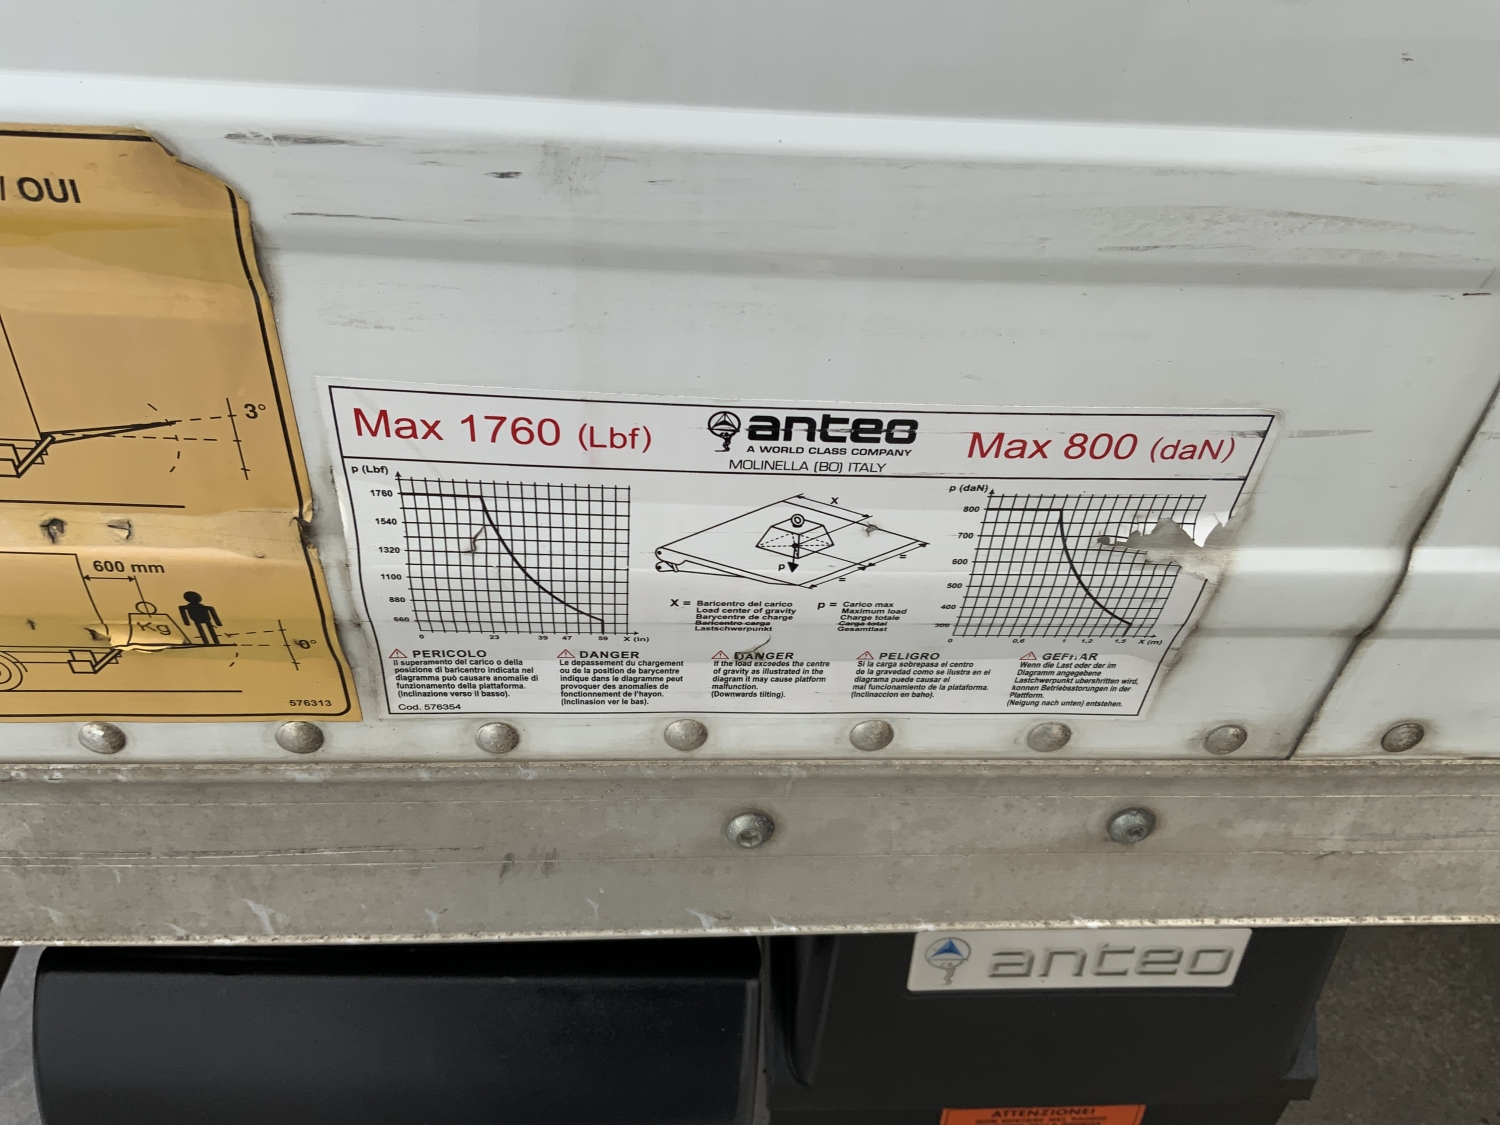 / OUI
3°
600 mm
Kg
576313
Max 1760 (Lbf)
anteo
A WORLD CLASS COMPANY
MOLINELLA (BO) ITALY
Max 800 (daN)
p (Lbf)
1760
1540
1320
1100
880
660
0
23
39
47
59
X (in)
X
P
X =
Baricentro del carico
Load center of gravity
Barycentre de charge
Baricentro carga
Lastschwerpunkt
p =
Carico max
Maximum load
Charge totale
Carga total
Gesamtlast
p (daN)
800
700
600
500
400
300
0
0,6
1
1,2
1,5
X (m)
PERICOLO
Il superamento del carico o della
posizione di baricentro indicata nel
diagramma può causare anomalie di
funzionamento della piattaforma.
(Inclinazione verso il basso).
Cod. 576354
DANGER
Le depassement du chargement
ou de la position de barycentre
indique dans le diagramme peut
provoquer des anomalies de
fonctionnement de l'hayon.
(Inclinasion ver le bas).
DANGER
If the load exceedes the centre
of gravity as illustrated in the
diagram it may cause platform
malfunction.
(Downwards tilting).
PELIGRO
Si la carga sobrepasa el centro
de la gravedad como se ilustra en el
diagrama puede causar el
mal funcionamiento de la plataforma.
(Inclinaccion en baho).
Wenn die Last oder der im
Diagramm angegebene
Lastschwerpunkt ubershritten wird,
konnen Betriebsstorungen in der
Plattform.
(Neigung nach unten) entstehen.
anteo
ATTENZIONE!